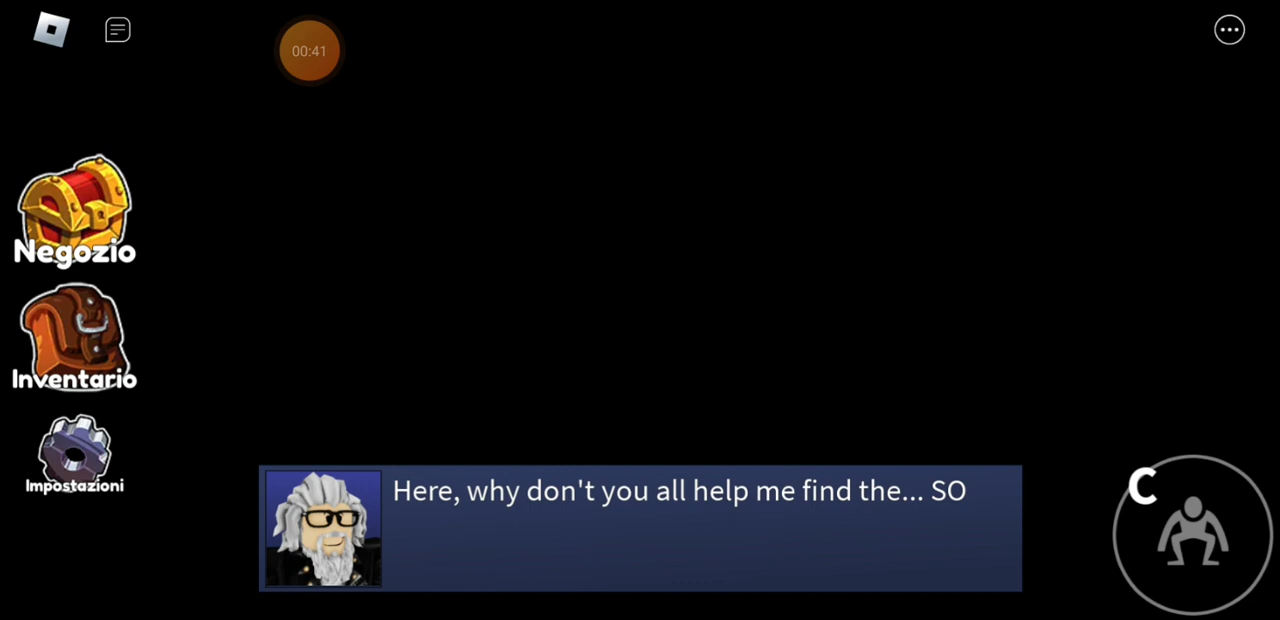 00:41
Negozio
Inventario
Impostazioni
Here, why don't you all help me find the... SO
C